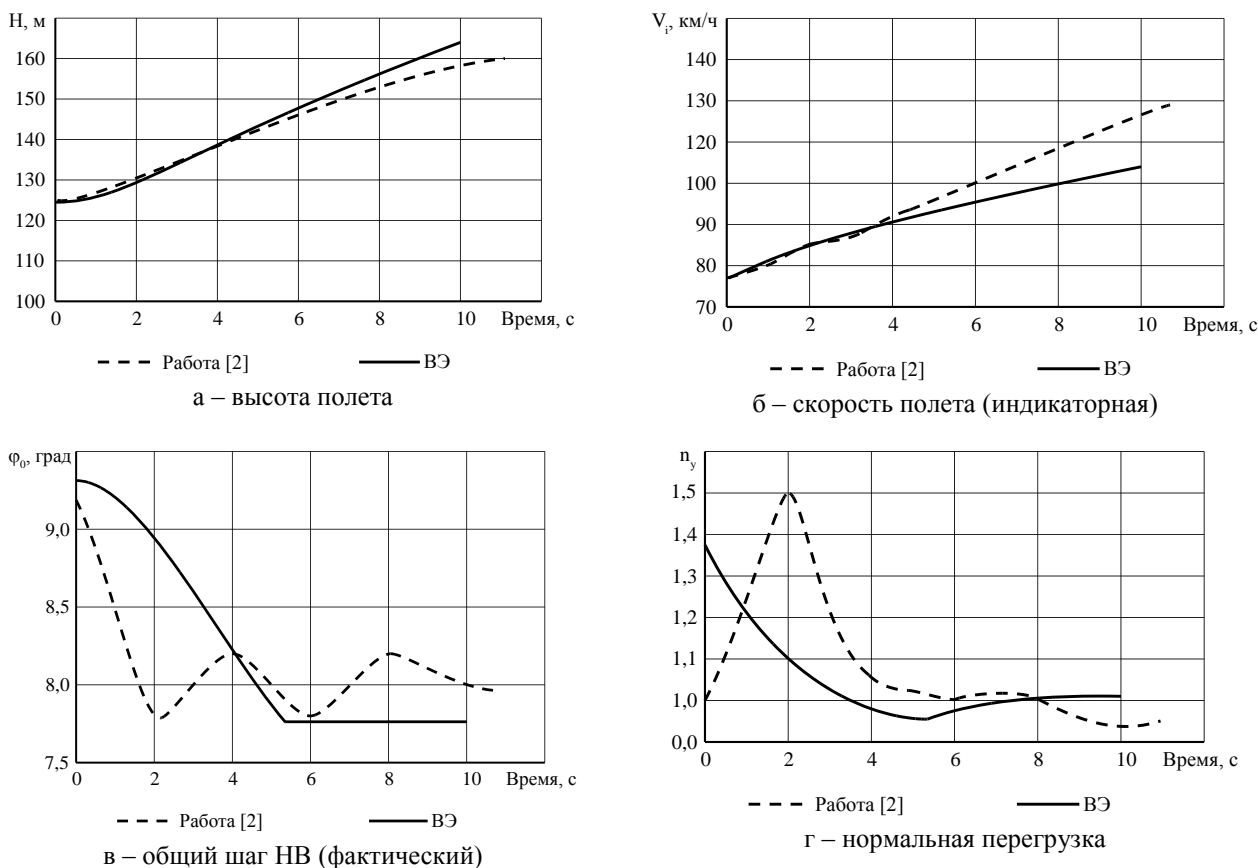 H, м
160
150
140
130
120
110
100
0 2 4 6 8 10 Время, с
Работа [2] ВЭ
а – высота полета
Vi, км/ч
140
130
120
100
90
80
70
0 2 4 6 8 10 Время, с
Работа [2] ВЭ
б – скорость полета (индикаторная)
φ0, град
9,0
8,5
8,0
7,5
0 2 4 6 8 10 Время, с
Работа [2] ВЭ
в – общий шаг НВ (фактический)
ny
1,5
1,4
1,3
1,2
1,1
1,0
0,0
0 2 4 6 8 10 Время, с
Работа [2] ВЭ
г – нормальная перегрузка